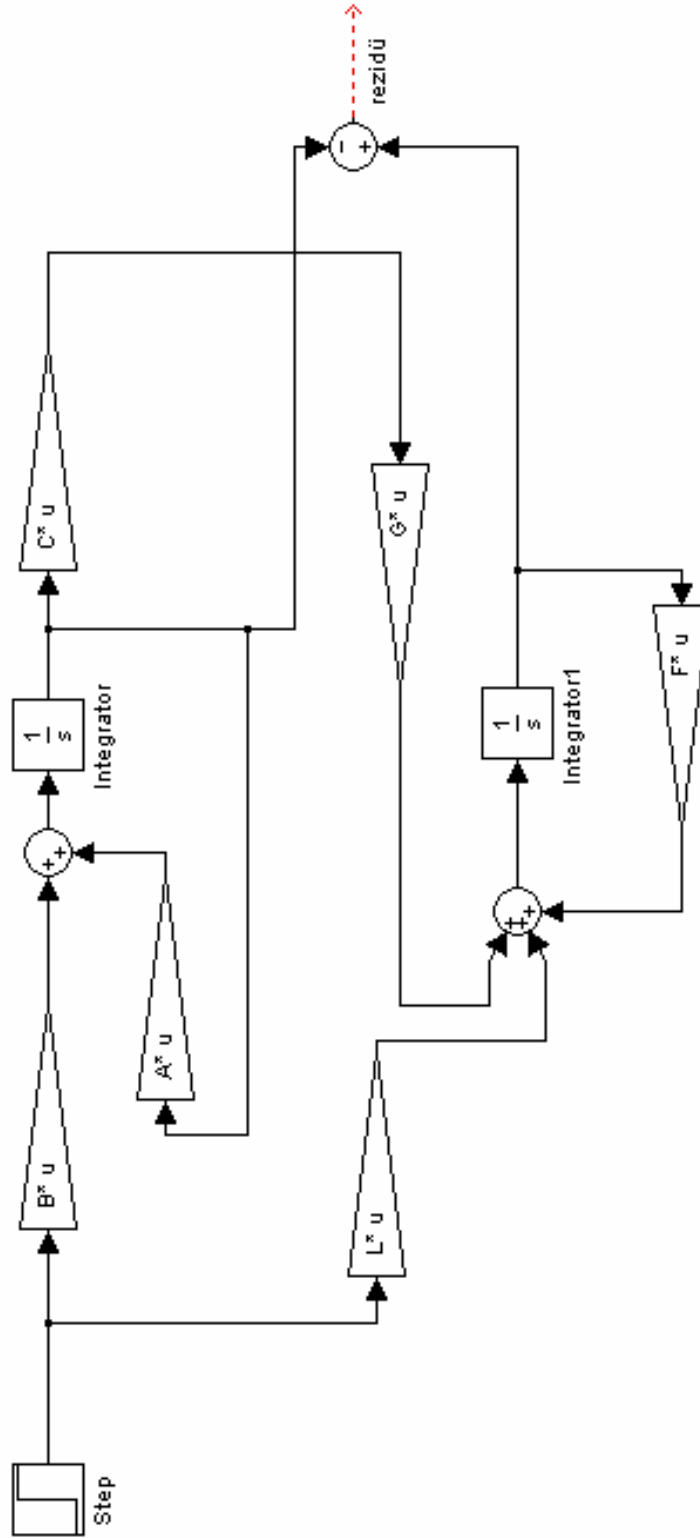 Step
B* u
A* u
+
+
1
s
Integrator
C* u
L* u
G* u
+
+
+
1
s
Integrator1
F* u
−
+
rezidü